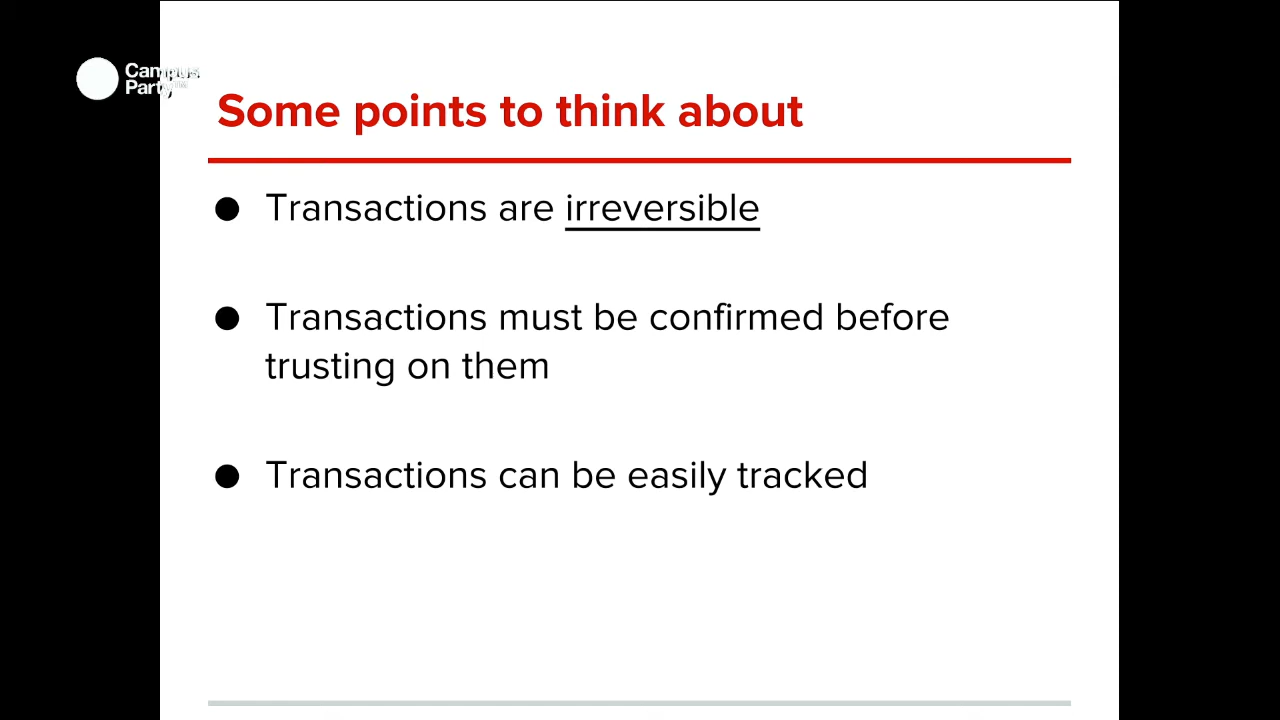 Campus
Party™
Some points to think about
● Transactions are irreversible
● Transactions must be confirmed before
trusting on them
● Transactions can be easily tracked